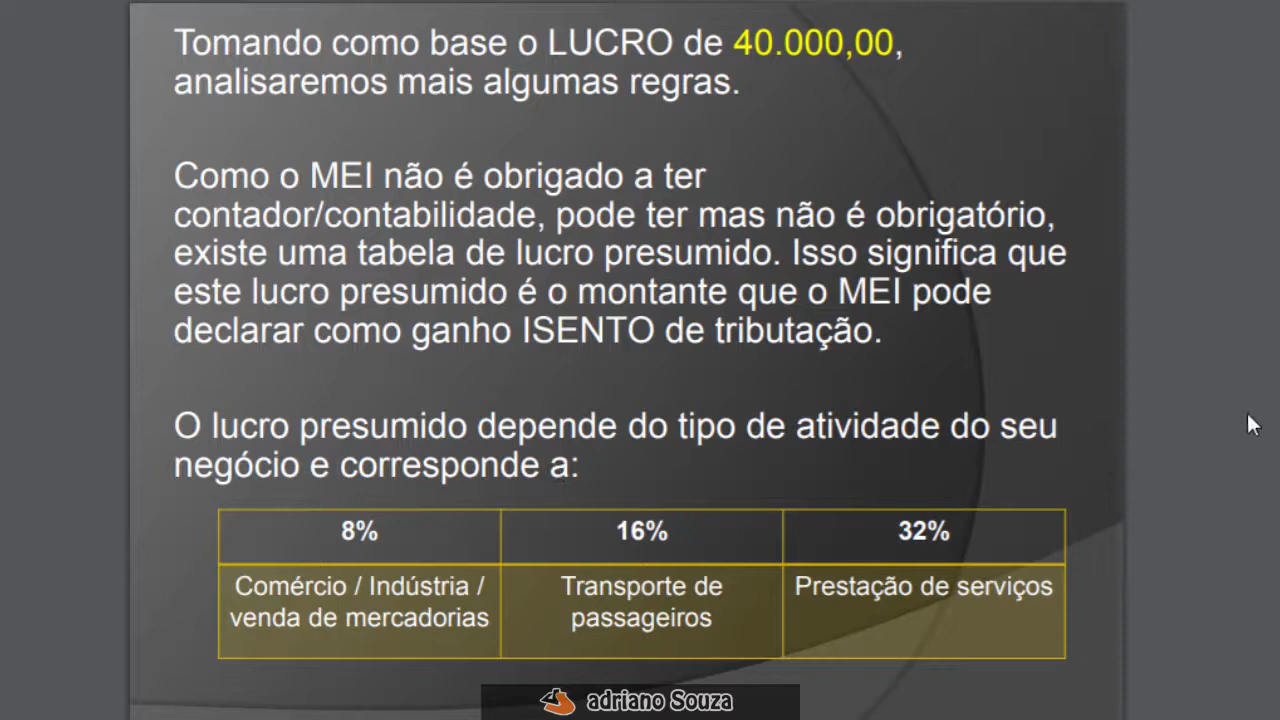 Tomando como base o LUCRO de 40.000,00,
analisaremos mais algumas regras.
Como o MEI não é obrigado a ter
contador/contabilidade, pode ter mas não é obrigatório,
existe uma tabela de lucro presumido. Isso significa que
este lucro presumido é o montante que o MEI pode
declarar como ganho ISENTO de tributação.
O lucro presumido depende do tipo de atividade do seu
negócio e corresponde a:
8% 16% 32%
Comércio / Indústria / Transporte de Prestação de serviços
venda de mercadorias passageiros
adriano Souza